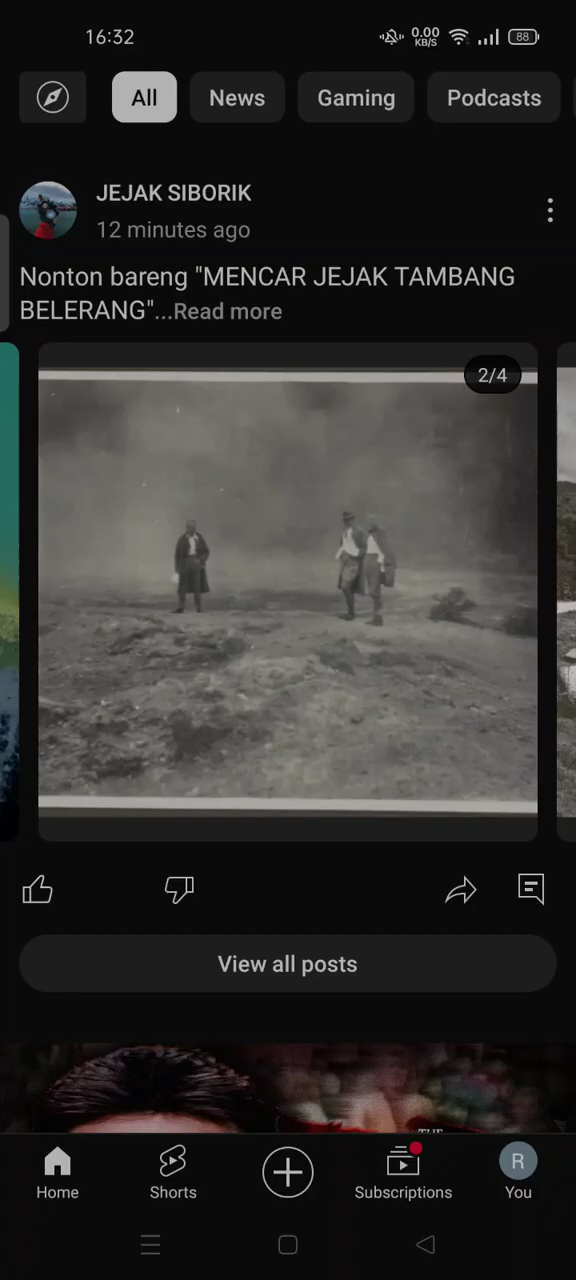 16:32
0.00
KB/S
88
All
News
Gaming
Podcasts
JEJAK SIBORIK
12 minutes ago
Nonton bareng "MENCAR JEJAK TAMBANG
BELERANG"...Read more
2/4
View all posts
THE
Home
Shorts
Subscriptions
R
You